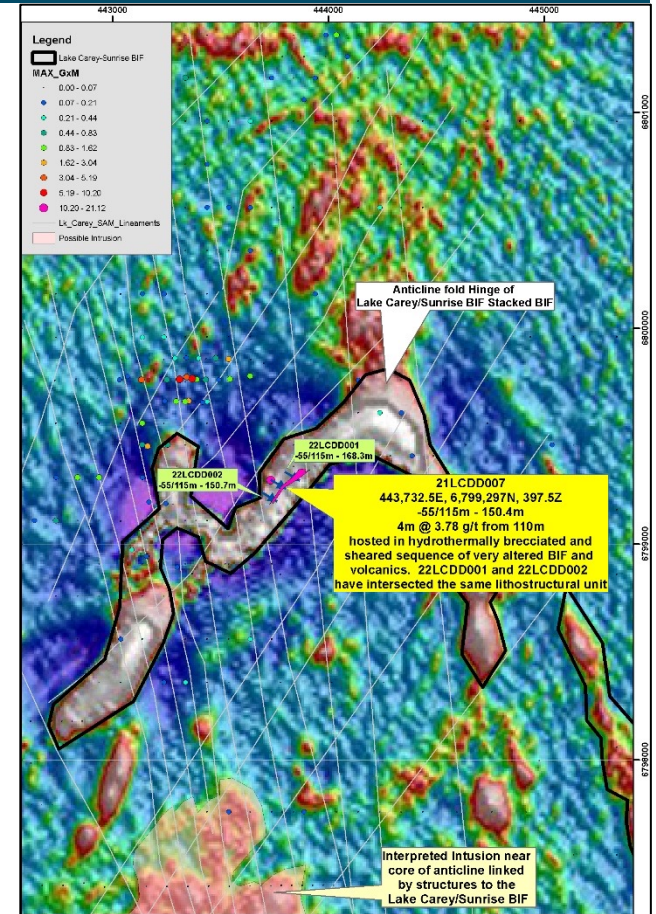 443000
444000
445000
Legend
Lake Carey-Sunrise BIF
MAX_GxM
0.00 - 0.07
0.07 - 0.21
0.21 - 0.44
0.44 - 0.83
0.83 - 1.62
1.62 - 3.04
3.04 - 5.19
5.19 - 10.20
10.20 - 21.12
Lk_Carey_SAM_Lineaments
Possible Intrusion
6801000
Anticline fold Hinge of
Lake Carey/Sunrise BIF Stacked BIF
6800000
22LCDD001
-55/115m - 168.3m
22LCDD002
-55/115m - 150.7m
21LCDD007
443,732.5E, 6,799,297N, 397.5Z
-55/115m - 150.4m
4m @ 3.78 g/t from 110m
hosted in hydrothermally brecciated and
sheared sequence of very altered BIF and
volcanics. 22LCDD001 and 22LCDD002
have intersected the same lithostructural unit
6799000
6798000
Interpreted Intrusion near
core of anticline linked
by structures to the
Lake Carey/Sunrise BIF